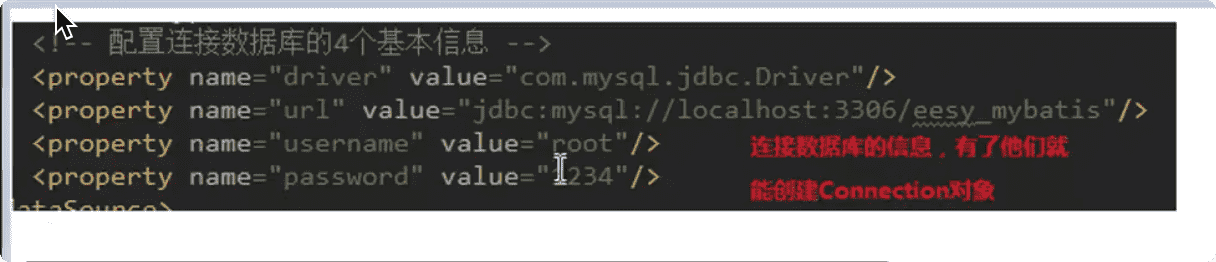 <!-- 配置连接数据库的4个基本信息 -->
<property name="driver" value="com.mysql.jdbc.Driver"/>
<property name="url" value="jdbc:mysql://localhost:3306/eesy_mybatis"/>
<property name="username" value="root"/>
连接数据库的信息，有了他们就
<property name="password" value="1234"/>
能创建Connection对象
ataSource>